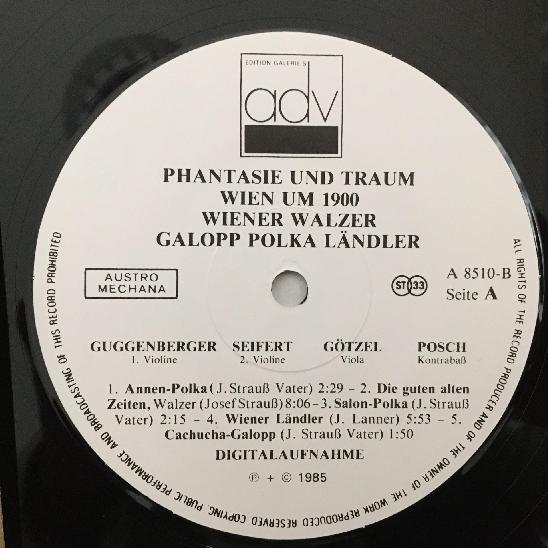 EDITION GALERIE S
adv
PHANTASIE UND TRAUM
WIEN UM 1900
WIENER WALZER
GALOPP POLKA LÄNDLER
AUSTRO
MECHANA
ST 33
A 8510-B
Seite A
GUGGENBERGER SEIFERT GÖTZEL POSCH
1. Violine 2. Violine Viola Kontrabaß
1. Annen-Polka (J. Strauß Vater) 2:29 – 2. Die guten alten
Zeiten, Walzer (Josef Strauß) 8:06 – 3. Salon-Polka (J. Strauß
Vater) 2:15 – 4. Wiener Ländler (J. Lanner) 5:53 – 5.
Cachucha-Galopp (J. Strauß Vater) 1:50
DIGITALAUFNAHME
℗ + © 1985
ALL RIGHTS OF THE RECORD PRODUCER AND OF THE OWNER OF THE WORK REPRODUCED RESERVED COPYING, PUBLIC PERFORMANCE AND BROADCASTING OF THIS RECORD PROHIBITED